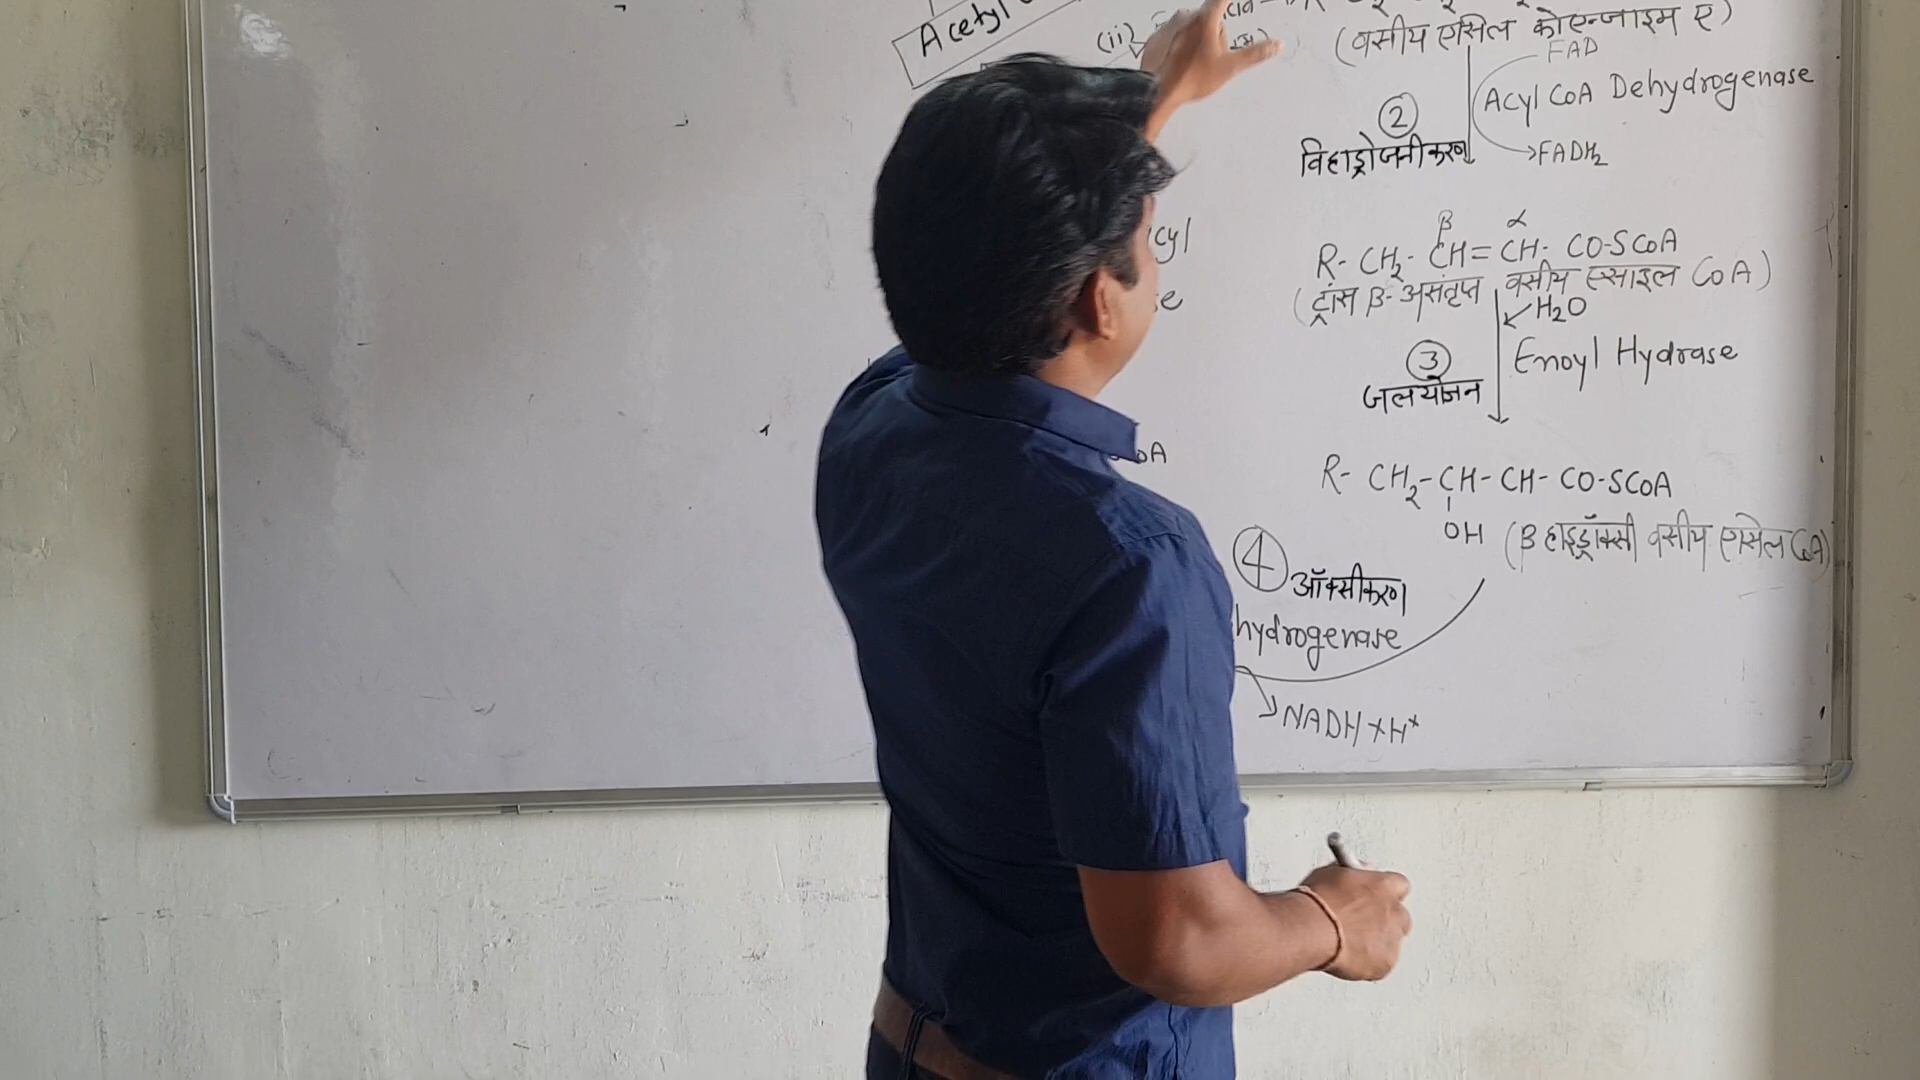 Acetyl
(ii)
(वसीय एसिल कोएन्जाइम ए)
FAD
Acyl CoA Dehydrogenase
②
विहाड्रोजनीकरण
FADH₂
β α
R- CH₂- CH = CH- CO-SCOA
(ट्रांस β- असंतृप्त वसीय एसाइल CoA)
H₂O
③
Enoyl Hydrase
जलयोजन
R- CH₂- CH- CH- CO-SCOA
OH (β हाइड्रॉक्सी वसीय एसिल CoA)
④
ऑक्सीकरण
hydrogenase
NADH + H⁺
cyl
oA